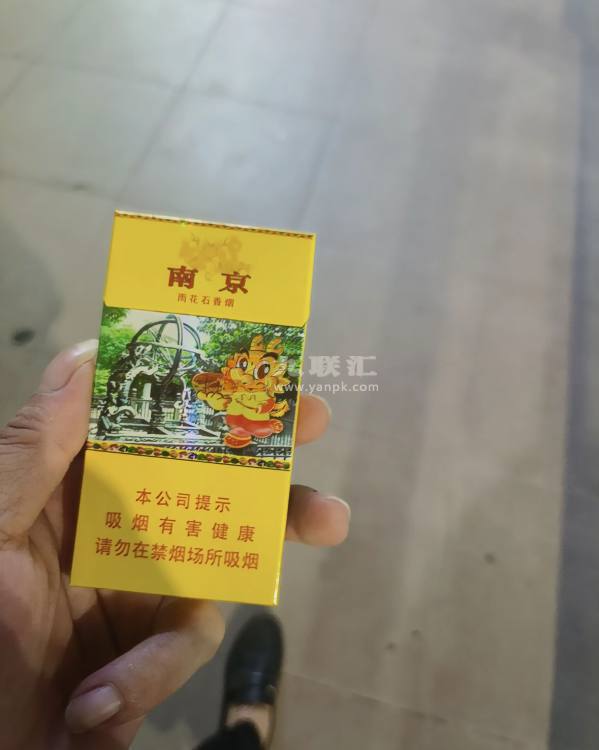 南京
雨花石香烟
联汇
www.yanpk.com
本公司提示
吸烟有害健康
请勿在禁烟场所吸烟